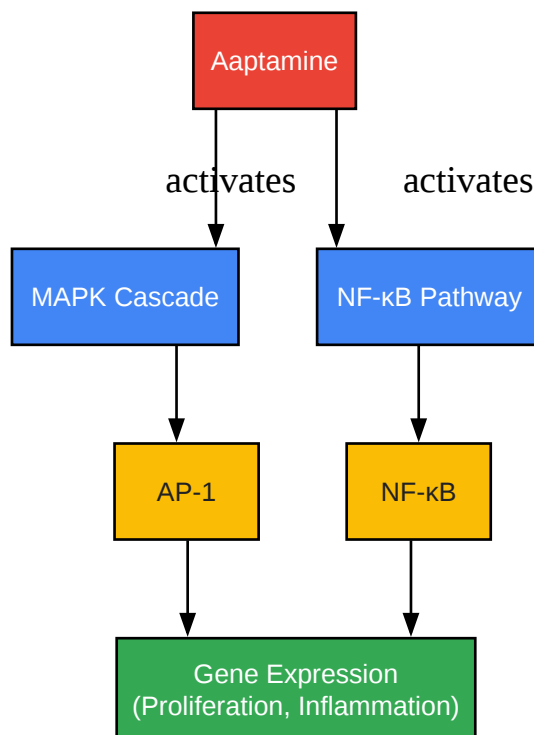 Aaptamine
activates
activates
MAPK Cascade
NF-κB Pathway
AP-1
NF-κB
Gene Expression
(Proliferation, Inflammation)